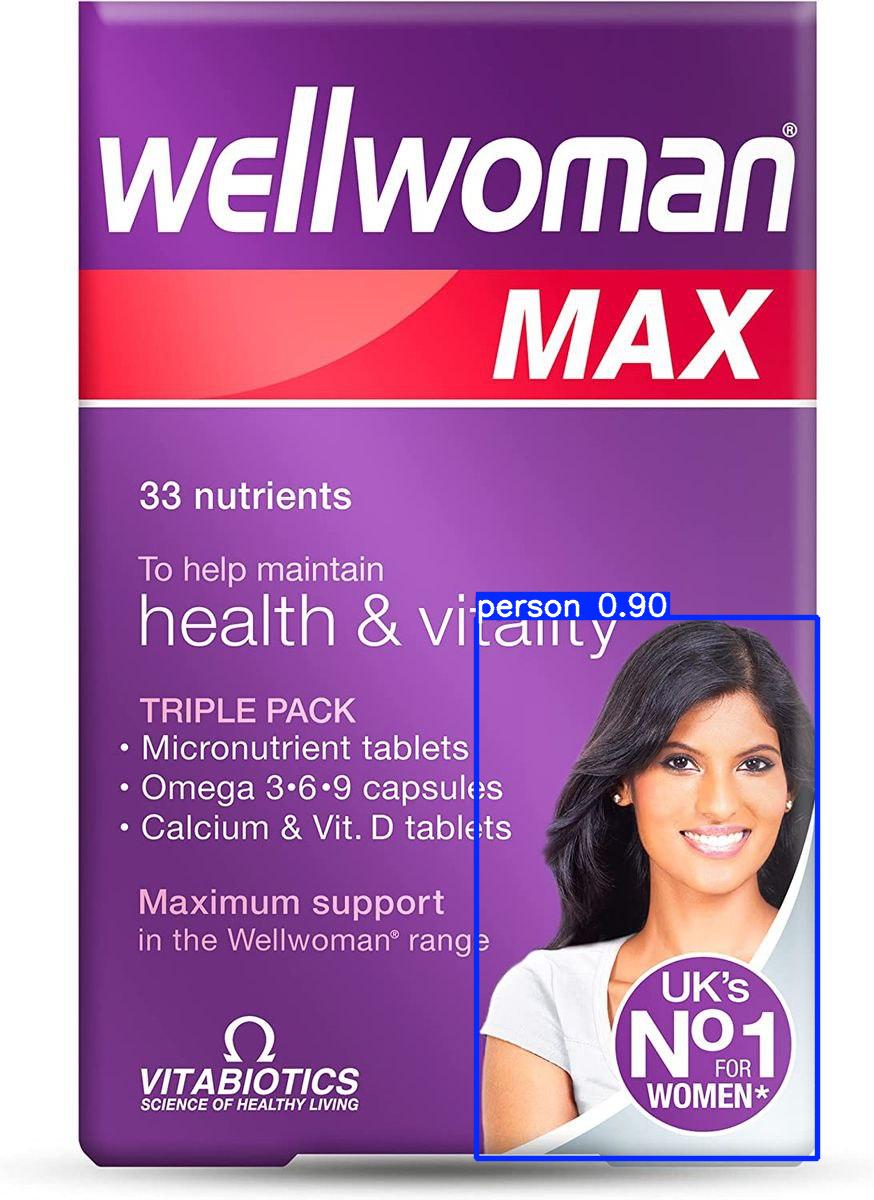 wellwoman®
MAX
33 nutrients
To help maintain
health & vitality
person 0.90
TRIPLE PACK
• Micronutrient tablets
• Omega 3•6•9 capsules
• Calcium & Vit. D tablets
Maximum support
in the Wellwoman® range
UK's
Nº1
FOR
WOMEN*
VITABIOTICS
SCIENCE OF HEALTHY LIVING